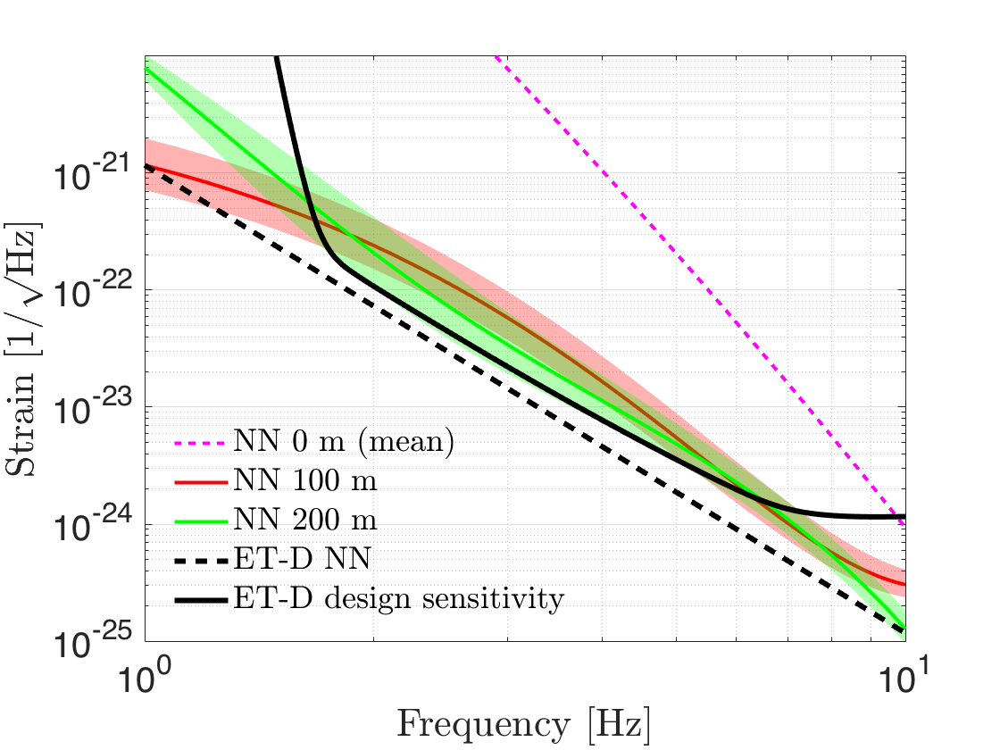 Strain [1/√Hz]
10^-21
10^-22
10^-23
10^-24
10^-25
NN 0 m (mean)
NN 100 m
NN 200 m
ET-D NN
ET-D design sensitivity
10^0
10^1
Frequency [Hz]